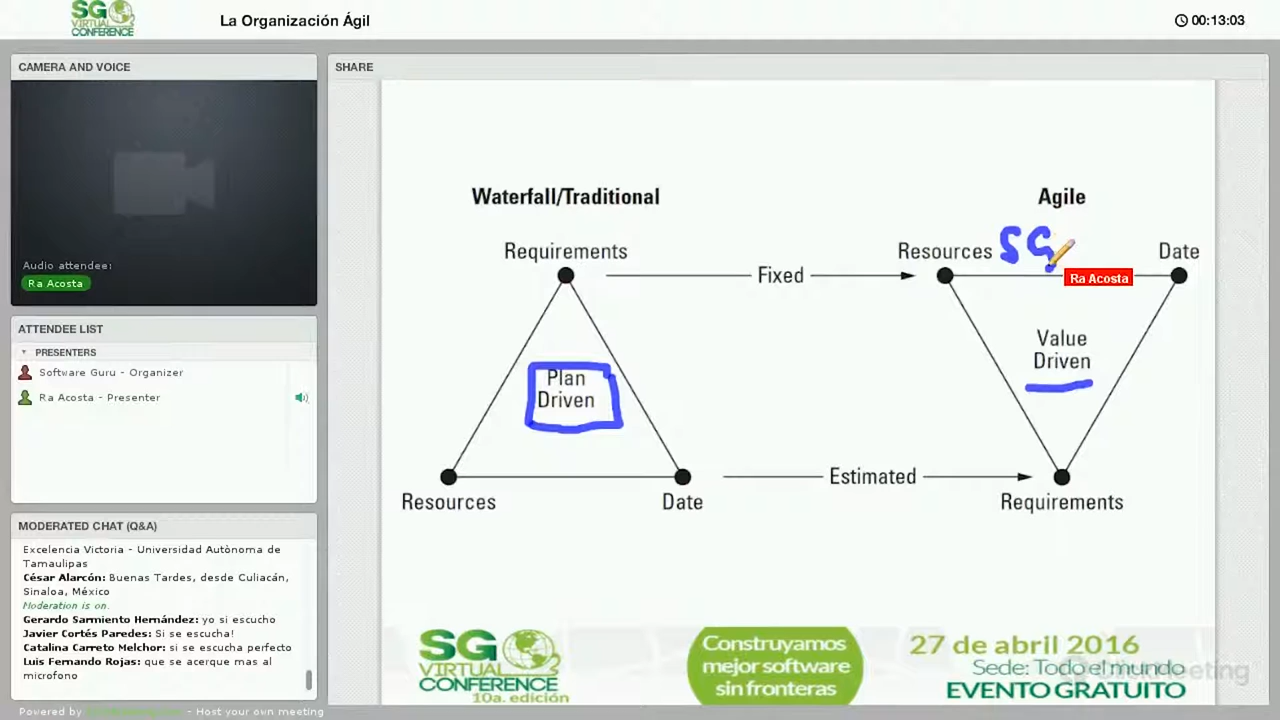 SG
VIRTUAL
CONFERENCE
La Organización Ágil
00:13:03
CAMERA AND VOICE
Audio attendee:
Ra Acosta
ATTENDEE LIST
PRESENTERS
Software Guru - Organizer
Ra Acosta - Presenter
MODERATED CHAT (Q&A)
Excelencia Victoria - Universidad Autònoma de
Tamaulipas
César Alarcón: Buenas Tardes, desde Culiacán,
Sinaloa, México
Moderation is on.
Gerardo Sarmiento Hernández: yo si escucho
Javier Cortés Paredes: Si se escucha!
Catalina Carreto Melchor: si se escucha perfecto
Luis Fernando Rojas: que se acerque mas al
microfono
Powered by
- Host your own meeting
SHARE
Waterfall/Traditional
Agile
Requirements
Fixed
Resources
SG
Date
Ra Acosta
Plan
Driven
Value
Driven
Resources
Date
Estimated
Requirements
SG
VIRTUAL
CONFERENCE
10a. edición
Construyamos
mejor software
sin fronteras
27 de abril 2016
Sede: Todo el mundo
EVENTO GRATUITO